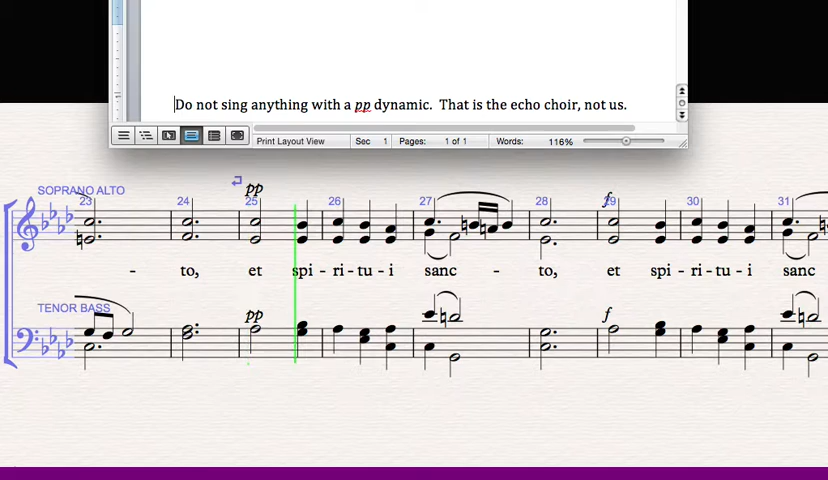 Do not sing anything with a pp dynamic. That is the echo choir, not us.
Print Layout View Sec 1 Pages: 1 of 1 Words: 116%
SOPRANO ALTO pp f
23 24 25 26 27 28 29 30 31
- to, et spi - ri - tu - i sanc - to, et spi - ri - tu - i sanc
TENOR BASS pp f